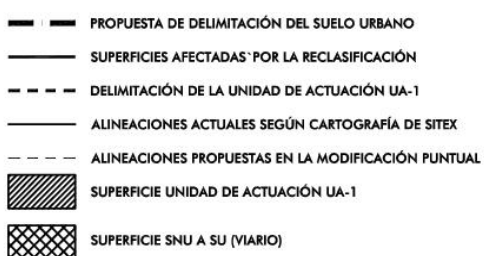 PROPUESTA DE DELIMITACIÓN DEL SUELO URBANO
SUPERFICIES AFECTADAS`POR LA RECLASIFICACIÓN
DELIMITACIÓN DE LA UNIDAD DE ACTUACIÓN UA-1
ALINEACIONES ACTUALES SEGÚN CARTOGRAFÍA DE SITEX
ALINEACIONES PROPUESTAS EN LA MODIFICACIÓN PUNTUAL
SUPERFICIE UNIDAD DE ACTUACIÓN UA-1
SUPERFICIE SNU A SU (VIARIO)